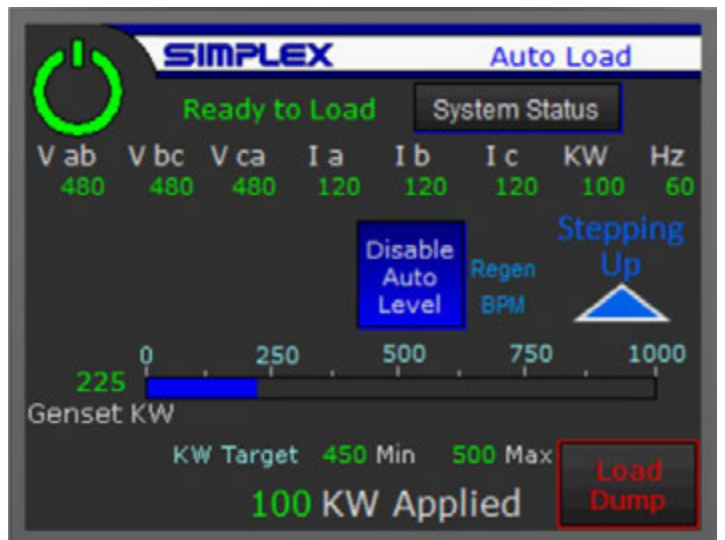 SIMPLEX Auto Load
Ready to Load System Status
V ab V bc V ca I a I b I c KW Hz
480 480 480 120 120 120 100 60
Stepping
Up
Disable
Auto
Level
Regen
BPM
0 250 500 750 1000
225
Genset KW
KW Target 450 Min 500 Max
100 KW Applied
Load
Dump